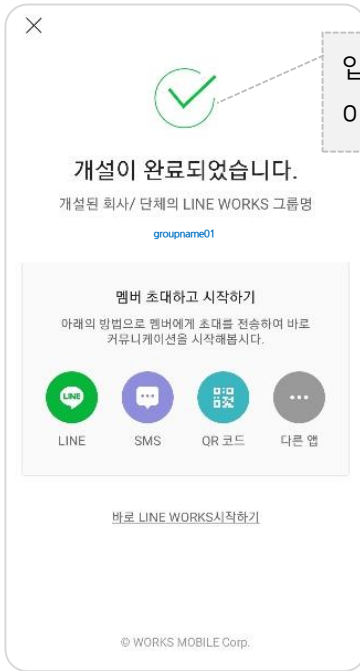 입
이
개설이 완료되었습니다.
개설된 회사/ 단체의 LINE WORKS 그룹명
groupname01
멤버 초대하고 시작하기
아래의 방법으로 멤버에게 초대를 전송하여 바로
커뮤니케이션을 시작해봅시다.
LINE
LINE SMS QR 코드 다른 앱
바로 LINE WORKS시작하기
© WORKS MOBILE Corp.